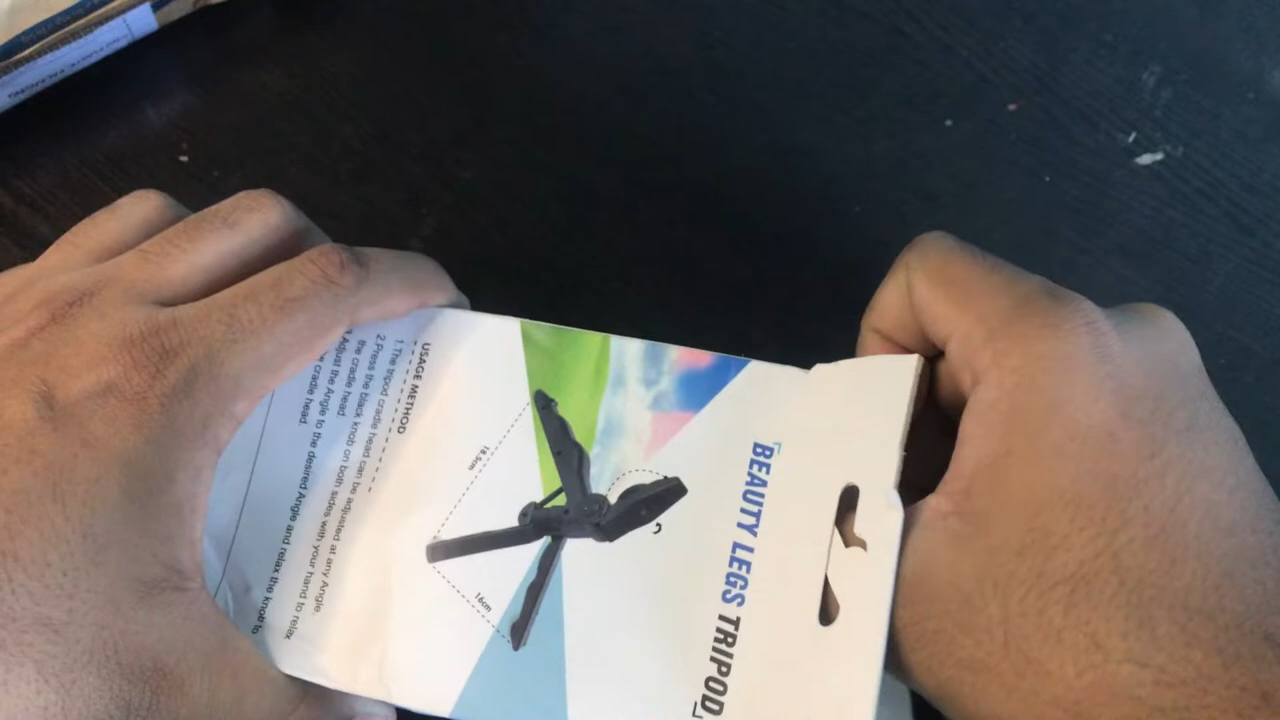 BEAUTY LEGS TRIPOD
18.5cm
16cm
USAGE METHOD
1.The tripod cradle head can be adjusted at any Angle.
2.Press the black knob on both sides with your hand to relax
the cradle head.
Adjust the Angle to the desired Angle and relax the knob to
cradle head.